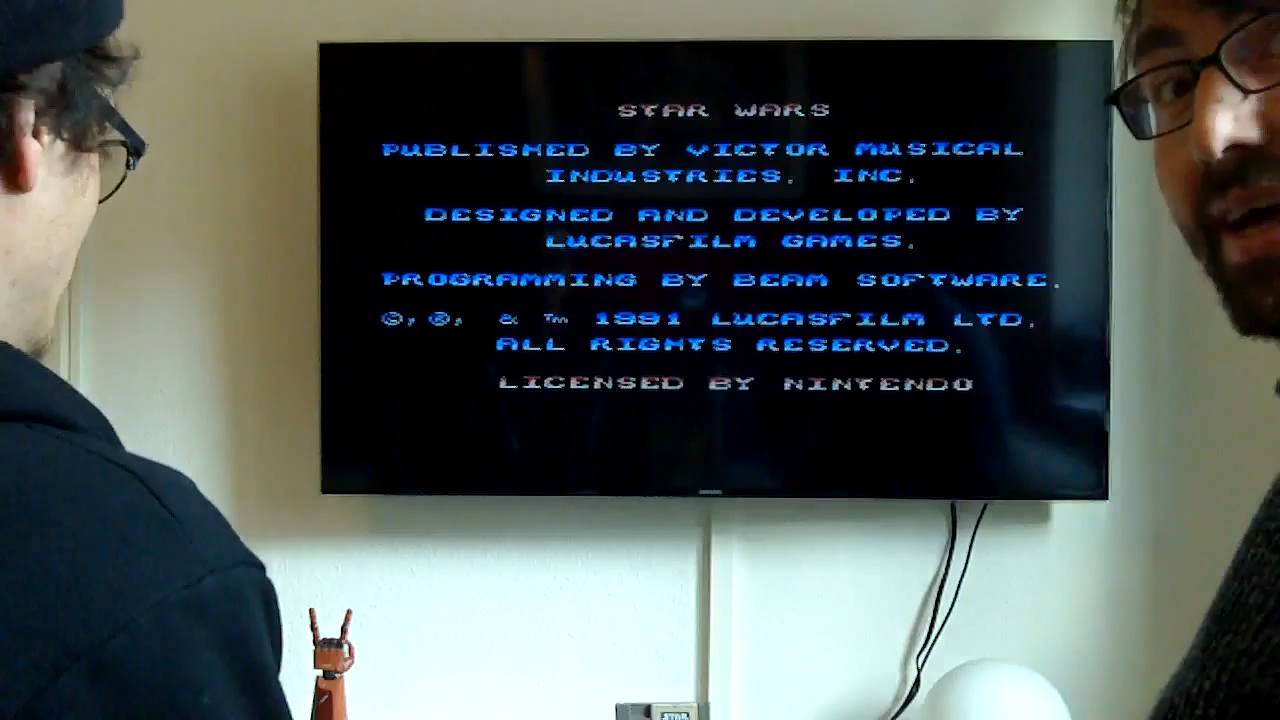 STAR WARS
PUBLISHED BY VICTOR MUSICAL
INDUSTRIES, INC.
DESIGNED AND DEVELOPED BY
LUCASFILM GAMES.
PROGRAMMING BY BEAM SOFTWARE.
©, ®, & ™ 1991 LUCASFILM LTD.
ALL RIGHTS RESERVED.
LICENSED BY NINTENDO
STAR